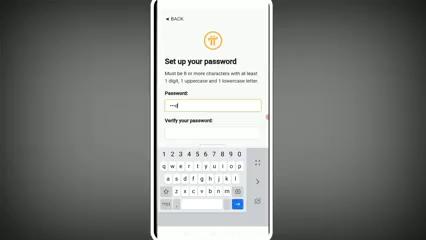 ◄ BACK
Set up your password
Must be 8 or more characters with at least
1 digit, 1 uppercase and 1 lowercase letter.
Password:
Verify your password:
1 2 3 4 5 6 7 8 9 0
q w e r t y u i o p
a s d f g h j k l
z x c v b n m